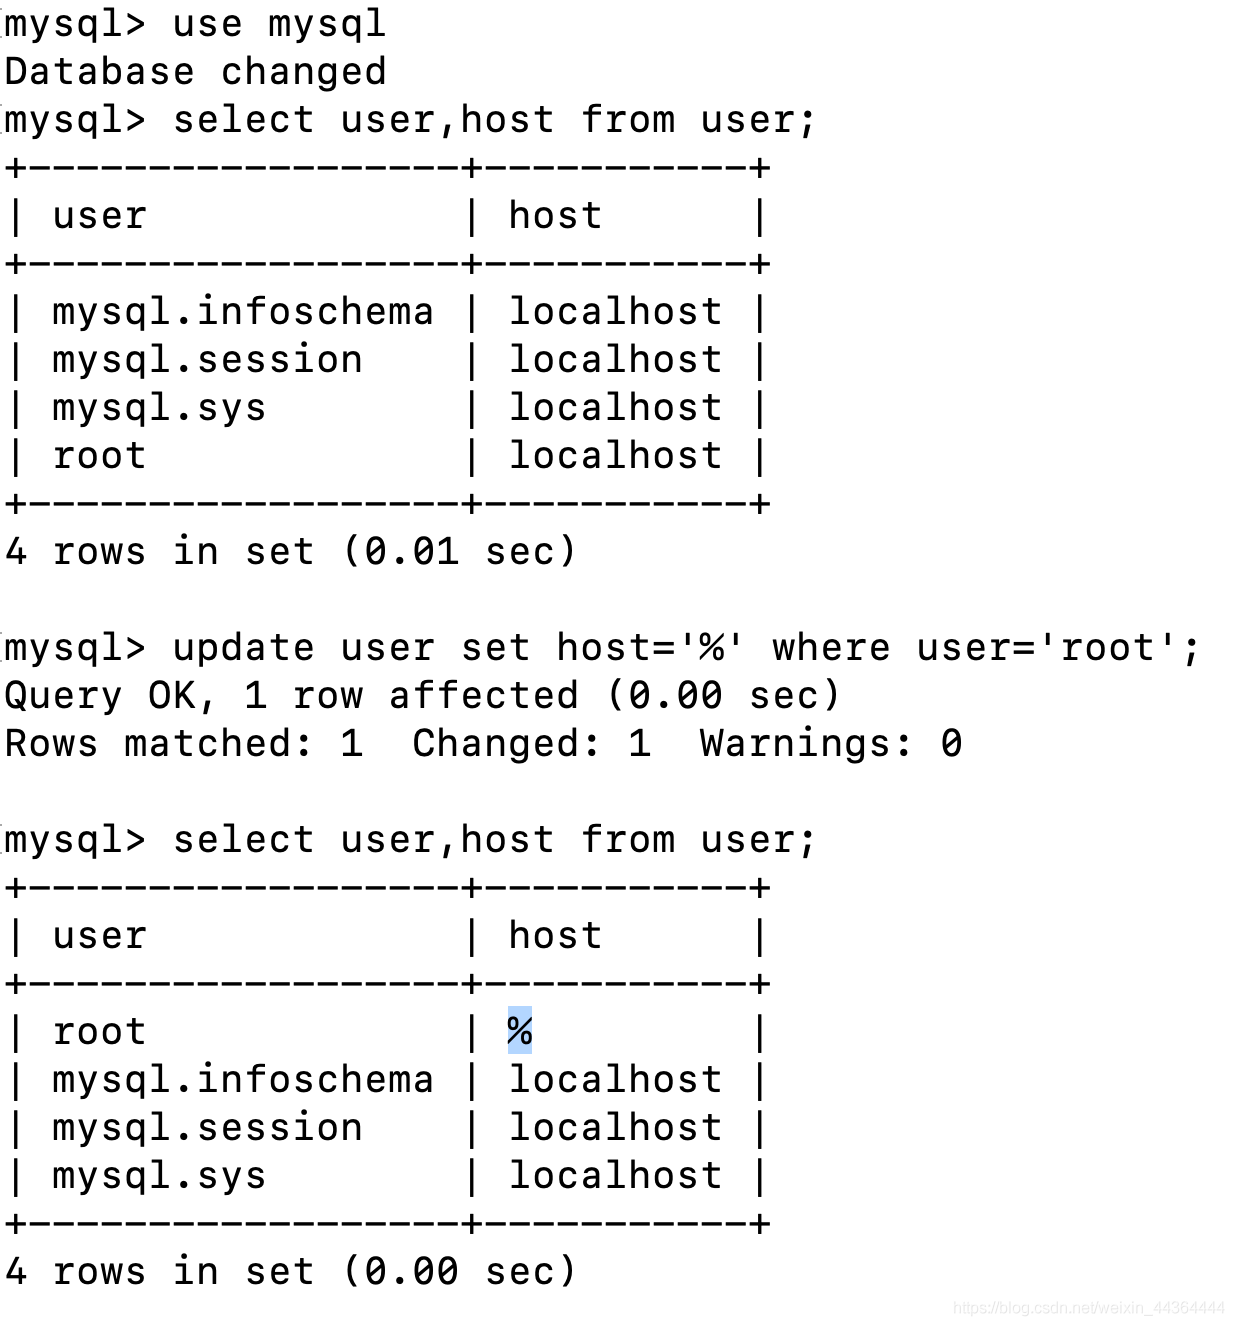 mysql> use mysql
Database changed
mysql> select user,host from user;
+------------------+-----------+
| user             | host      |
+------------------+-----------+
| mysql.infoschema | localhost |
| mysql.session    | localhost |
| mysql.sys        | localhost |
| root             | localhost |
+------------------+-----------+
4 rows in set (0.01 sec)

mysql> update user set host='%' where user='root';
Query OK, 1 row affected (0.00 sec)
Rows matched: 1  Changed: 1  Warnings: 0

mysql> select user,host from user;
+------------------+-----------+
| user             | host      |
+------------------+-----------+
| root             | %         |
| mysql.infoschema | localhost |
| mysql.session    | localhost |
| mysql.sys        | localhost |
+------------------+-----------+
4 rows in set (0.00 sec)
https://blog.csdn.net/weixin_44364444